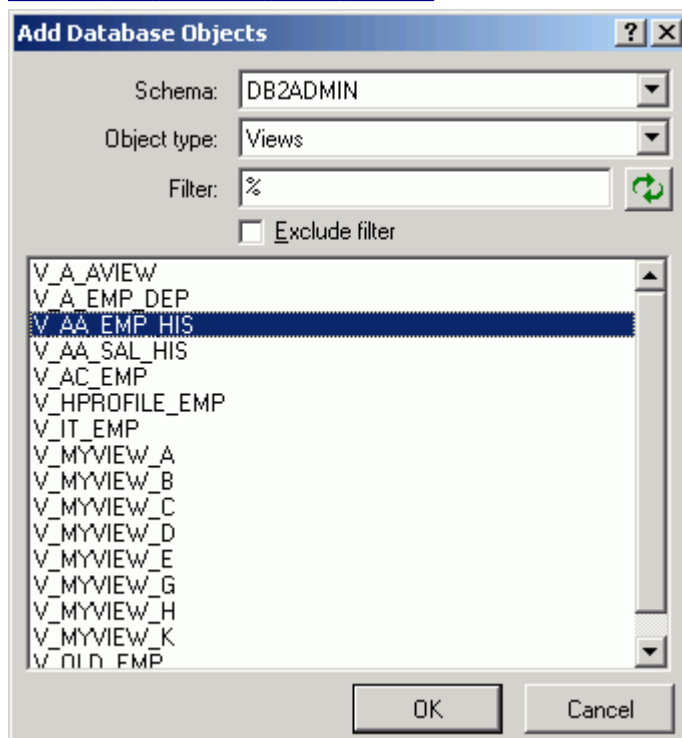 Add Database Objects
Schema: DB2ADMIN
Object type: Views
Filter: %
Exclude filter
V_A_AVIEW
V_A_EMP_DEP
V_AA_EMP_HIS
V_AA_SAL_HIS
V_AC_EMP
V_HPROFILE_EMP
V_IT_EMP
V_MYVIEW_A
V_MYVIEW_B
V_MYVIEW_C
V_MYVIEW_D
V_MYVIEW_E
V_MYVIEW_G
V_MYVIEW_H
V_MYVIEW_K
V_OLD_EMP
OK Cancel